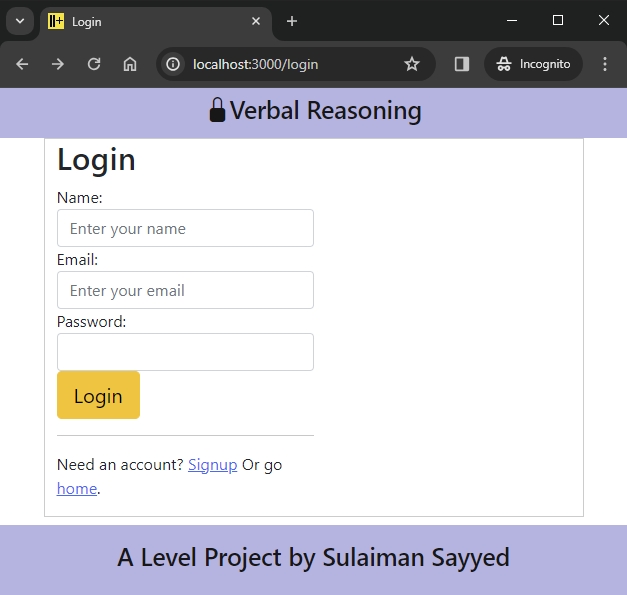 Login
localhost:3000/login
Incognito
Verbal Reasoning
Login
Name:
Enter your name
Email:
Enter your email
Password:
Login
Need an account? Signup Or go
home.
A Level Project by Sulaiman Sayyed